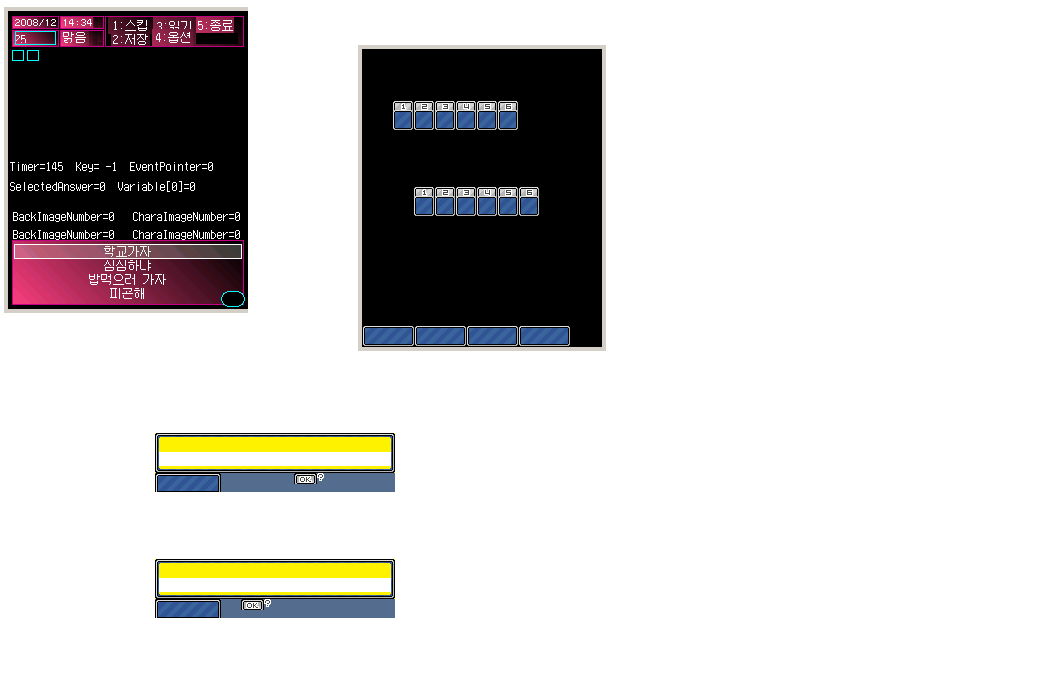 2008/12 14:34 1:스킵 3:읽기 5:종료
25 맑음 2:저장 4:옵션
Timer=145 Key= -1 EventPointer=0
SelectedAnswer=0 Variable[0]=0
BackImageNumber=0 CharaImageNumber=0
BackImageNumber=0 CharaImageNumber=0
학교가자
심심하냐
밥먹으러 가자
피곤해
1 2 3 4 5 6
1 2 3 4 5 6
OK?
OK?